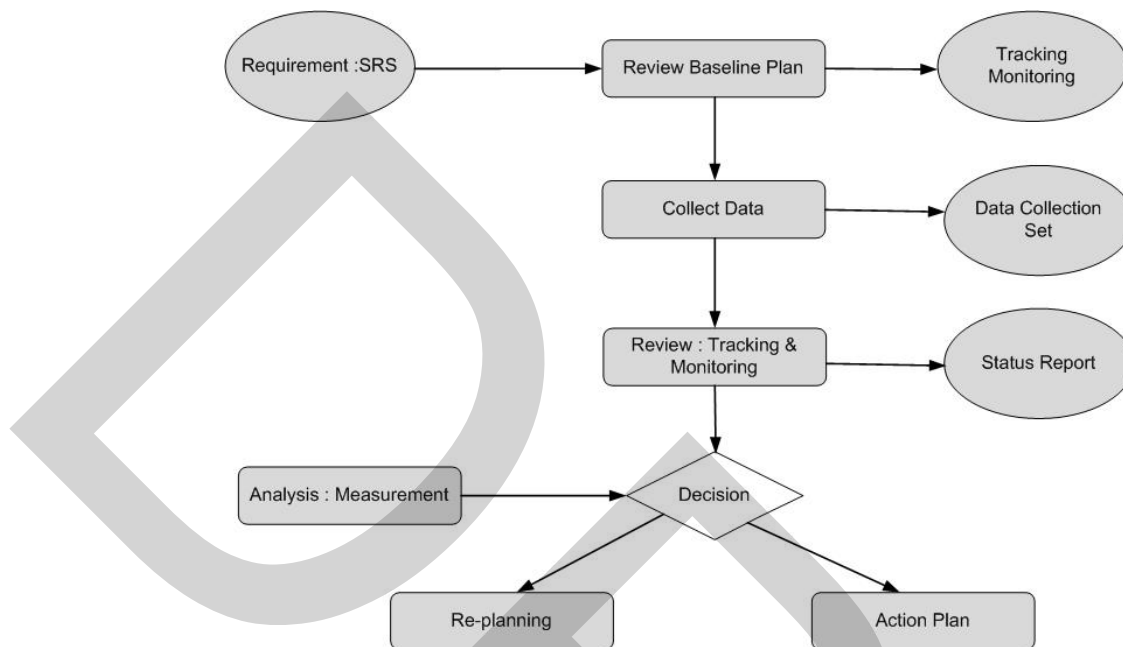 Requirement :SRS
Review Baseline Plan
Tracking
Monitoring
Collect Data
Data Collection
Set
Review : Tracking &
Monitoring
Status Report
Analysis : Measurement
Decision
Re-planning
Action Plan